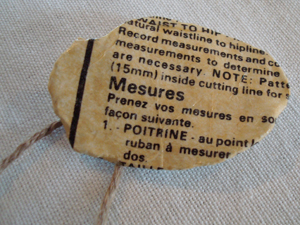 WAIST TO HIP
natural waistline to hipline
Record measurements and co
measurements to determine
are necessary. NOTE: Patt
(15mm) inside cutting line for
Mesures
Prenez vos mesures en so
façon suivante.
1. - POITRINE - au point l
ruban à mesurer
dos.
TAILLE